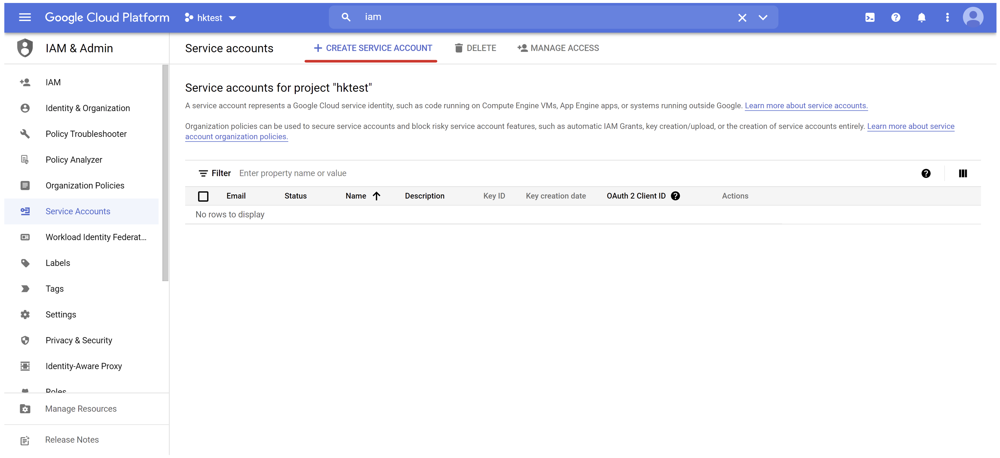 Google Cloud Platform
hktest
iam
IAM & Admin
Service accounts
CREATE SERVICE ACCOUNT
DELETE
MANAGE ACCESS
IAM
Identity & Organization
Policy Troubleshooter
Policy Analyzer
Organization Policies
Service Accounts
Workload Identity Federat...
Labels
Tags
Settings
Privacy & Security
Identity-Aware Proxy
Roles
Manage Resources
Release Notes
Service accounts for project "hktest"
A service account represents a Google Cloud service identity, such as code running on Compute Engine VMs, App Engine apps, or systems running outside Google. Learn more about service accounts.
Organization policies can be used to secure service accounts and block risky service account features, such as automatic IAM Grants, key creation/upload, or the creation of service accounts entirely. Learn more about service
account organization policies.
Filter Enter property name or value
Email Status Name Description Key ID Key creation date OAuth 2 Client ID Actions
No rows to display